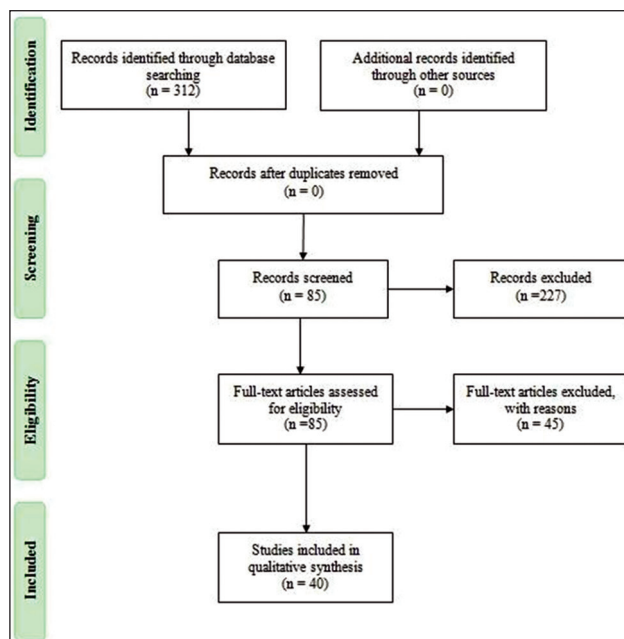 Identification
Records identified through database
searching
(n = 312)
Additional records identified
through other sources
(n = 0)
Records after duplicates removed
(n = 0)
Screening
Records screened
(n = 85)
Records excluded
(n =227)
Eligibility
Full-text articles assessed
for eligibility
(n =85)
Full-text articles excluded,
with reasons
(n = 45)
Included
Studies included in
qualitative synthesis
(n = 40)